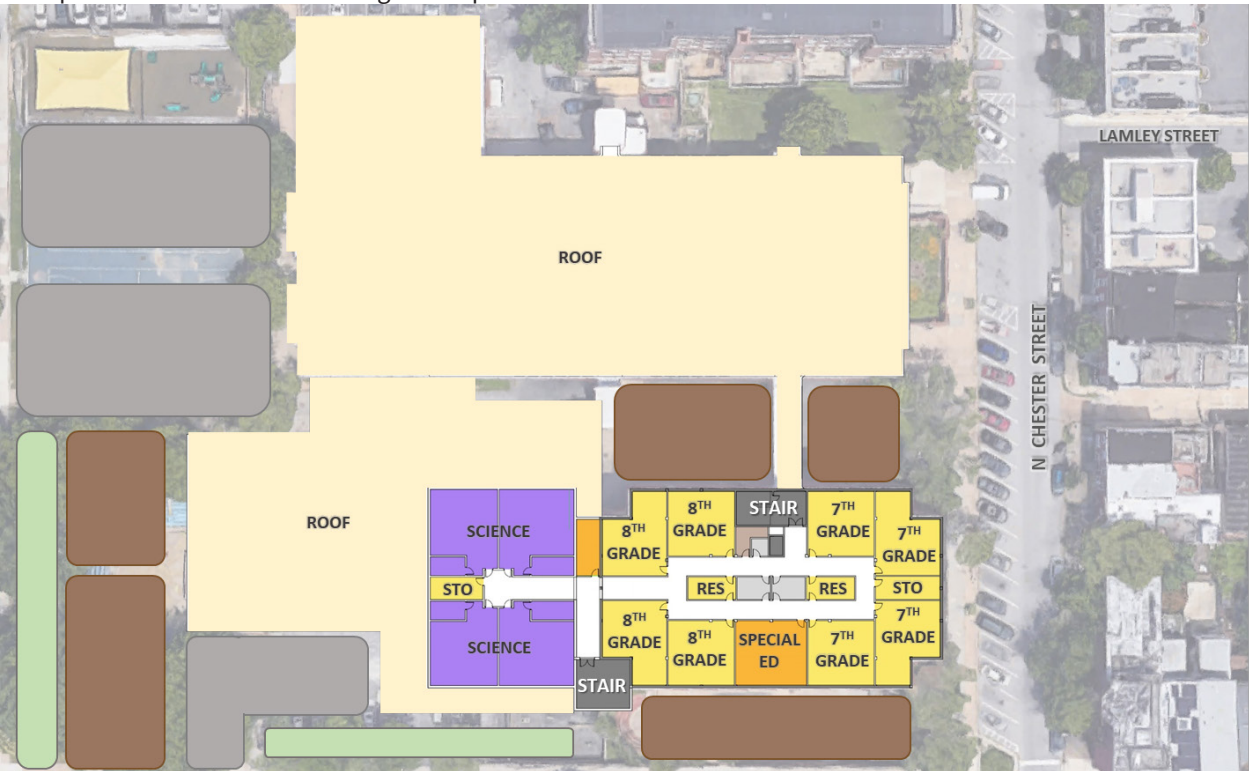 LAMLEY STREET
ROOF
N CHESTER STREET
ROOF
SCIENCE
8TH
GRADE
8TH
GRADE
STAIR
7TH
GRADE
7TH
GRADE
STO
RES
RES
STO
SCIENCE
8TH
GRADE
8TH
GRADE
SPECIAL
ED
7TH
GRADE
7TH
GRADE
STAIR